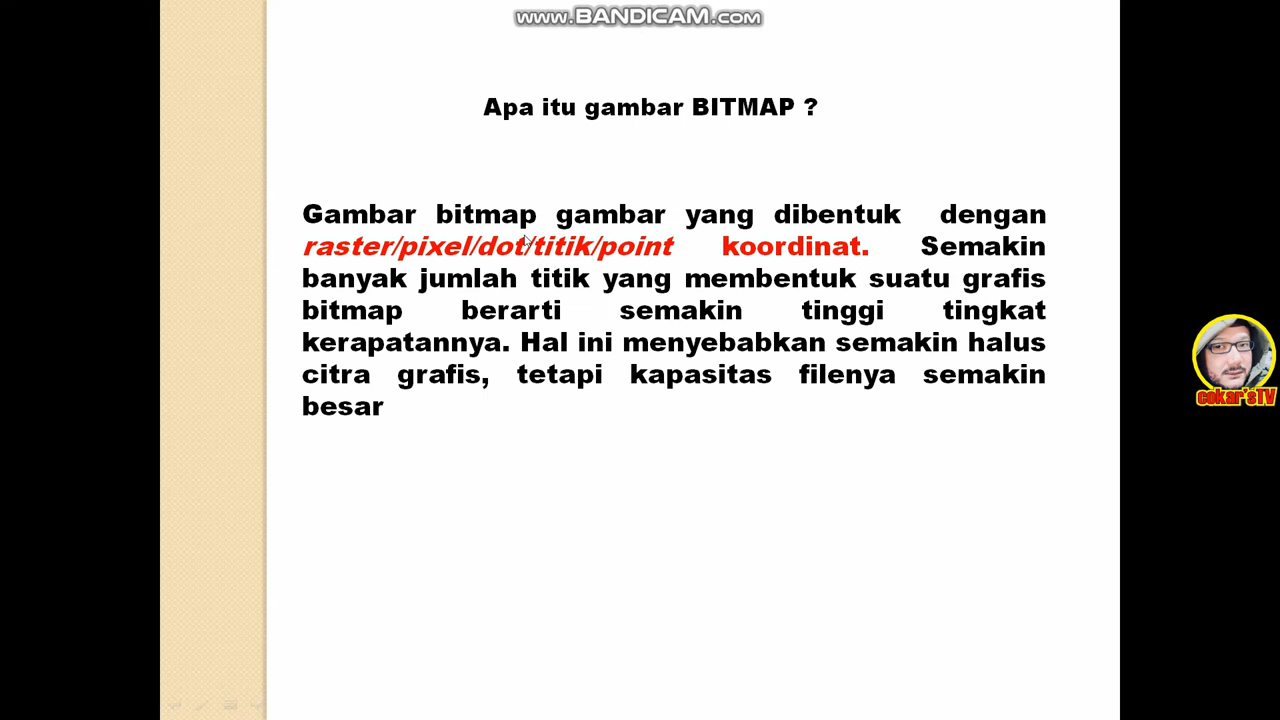 www.BANDICAM.com
Apa itu gambar BITMAP ?
Gambar bitmap gambar yang dibentuk dengan
raster/pixel/dot/titik/point koordinat. Semakin
banyak jumlah titik yang membentuk suatu grafis
bitmap berarti semakin tinggi tingkat
kerapatannya. Hal ini menyebabkan semakin halus
citra grafis, tetapi kapasitas filenya semakin
besar
cokar'sTV